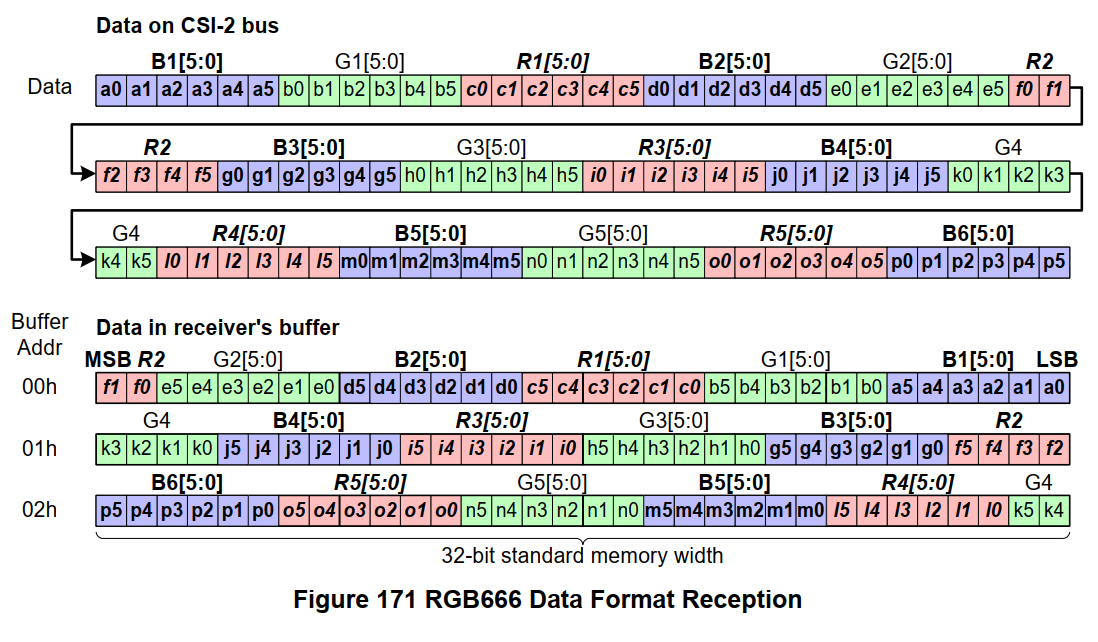 Data on CSI-2 bus
B1[5:0] G1[5:0] R1[5:0] B2[5:0] G2[5:0] R2
Data a0 a1 a2 a3 a4 a5 b0 b1 b2 b3 b4 b5 c0 c1 c2 c3 c4 c5 d0 d1 d2 d3 d4 d5 e0 e1 e2 e3 e4 e5 f0 f1
R2 B3[5:0] G3[5:0] R3[5:0] B4[5:0] G4
f2 f3 f4 f5 g0 g1 g2 g3 g4 g5 h0 h1 h2 h3 h4 h5 i0 i1 i2 i3 i4 i5 j0 j1 j2 j3 j4 j5 k0 k1 k2 k3
G4 R4[5:0] B5[5:0] G5[5:0] R5[5:0] B6[5:0]
k4 k5 l0 l1 l2 l3 l4 l5 m0 m1 m2 m3 m4 m5 n0 n1 n2 n3 n4 n5 o0 o1 o2 o3 o4 o5 p0 p1 p2 p3 p4 p5
Buffer
Addr
Data in receiver's buffer
MSB R2 G2[5:0] B2[5:0] R1[5:0] G1[5:0] B1[5:0] LSB
00h f1 f0 e5 e4 e3 e2 e1 e0 d5 d4 d3 d2 d1 d0 c5 c4 c3 c2 c1 c0 b5 b4 b3 b2 b1 b0 a5 a4 a3 a2 a1 a0
G4 B4[5:0] R3[5:0] G3[5:0] B3[5:0] R2
01h k3 k2 k1 k0 j5 j4 j3 j2 j1 j0 i5 i4 i3 i2 i1 i0 h5 h4 h3 h2 h1 h0 g5 g4 g3 g2 g1 g0 f5 f4 f3 f2
B6[5:0] R5[5:0] G5[5:0] B5[5:0] R4[5:0] G4
02h p5 p4 p3 p2 p1 p0 o5 o4 o3 o2 o1 o0 n5 n4 n3 n2 n1 n0 m5 m4 m3 m2 m1 m0 l5 l4 l3 l2 l1 l0 k5 k4
32-bit standard memory width
Figure 171 RGB666 Data Format Reception